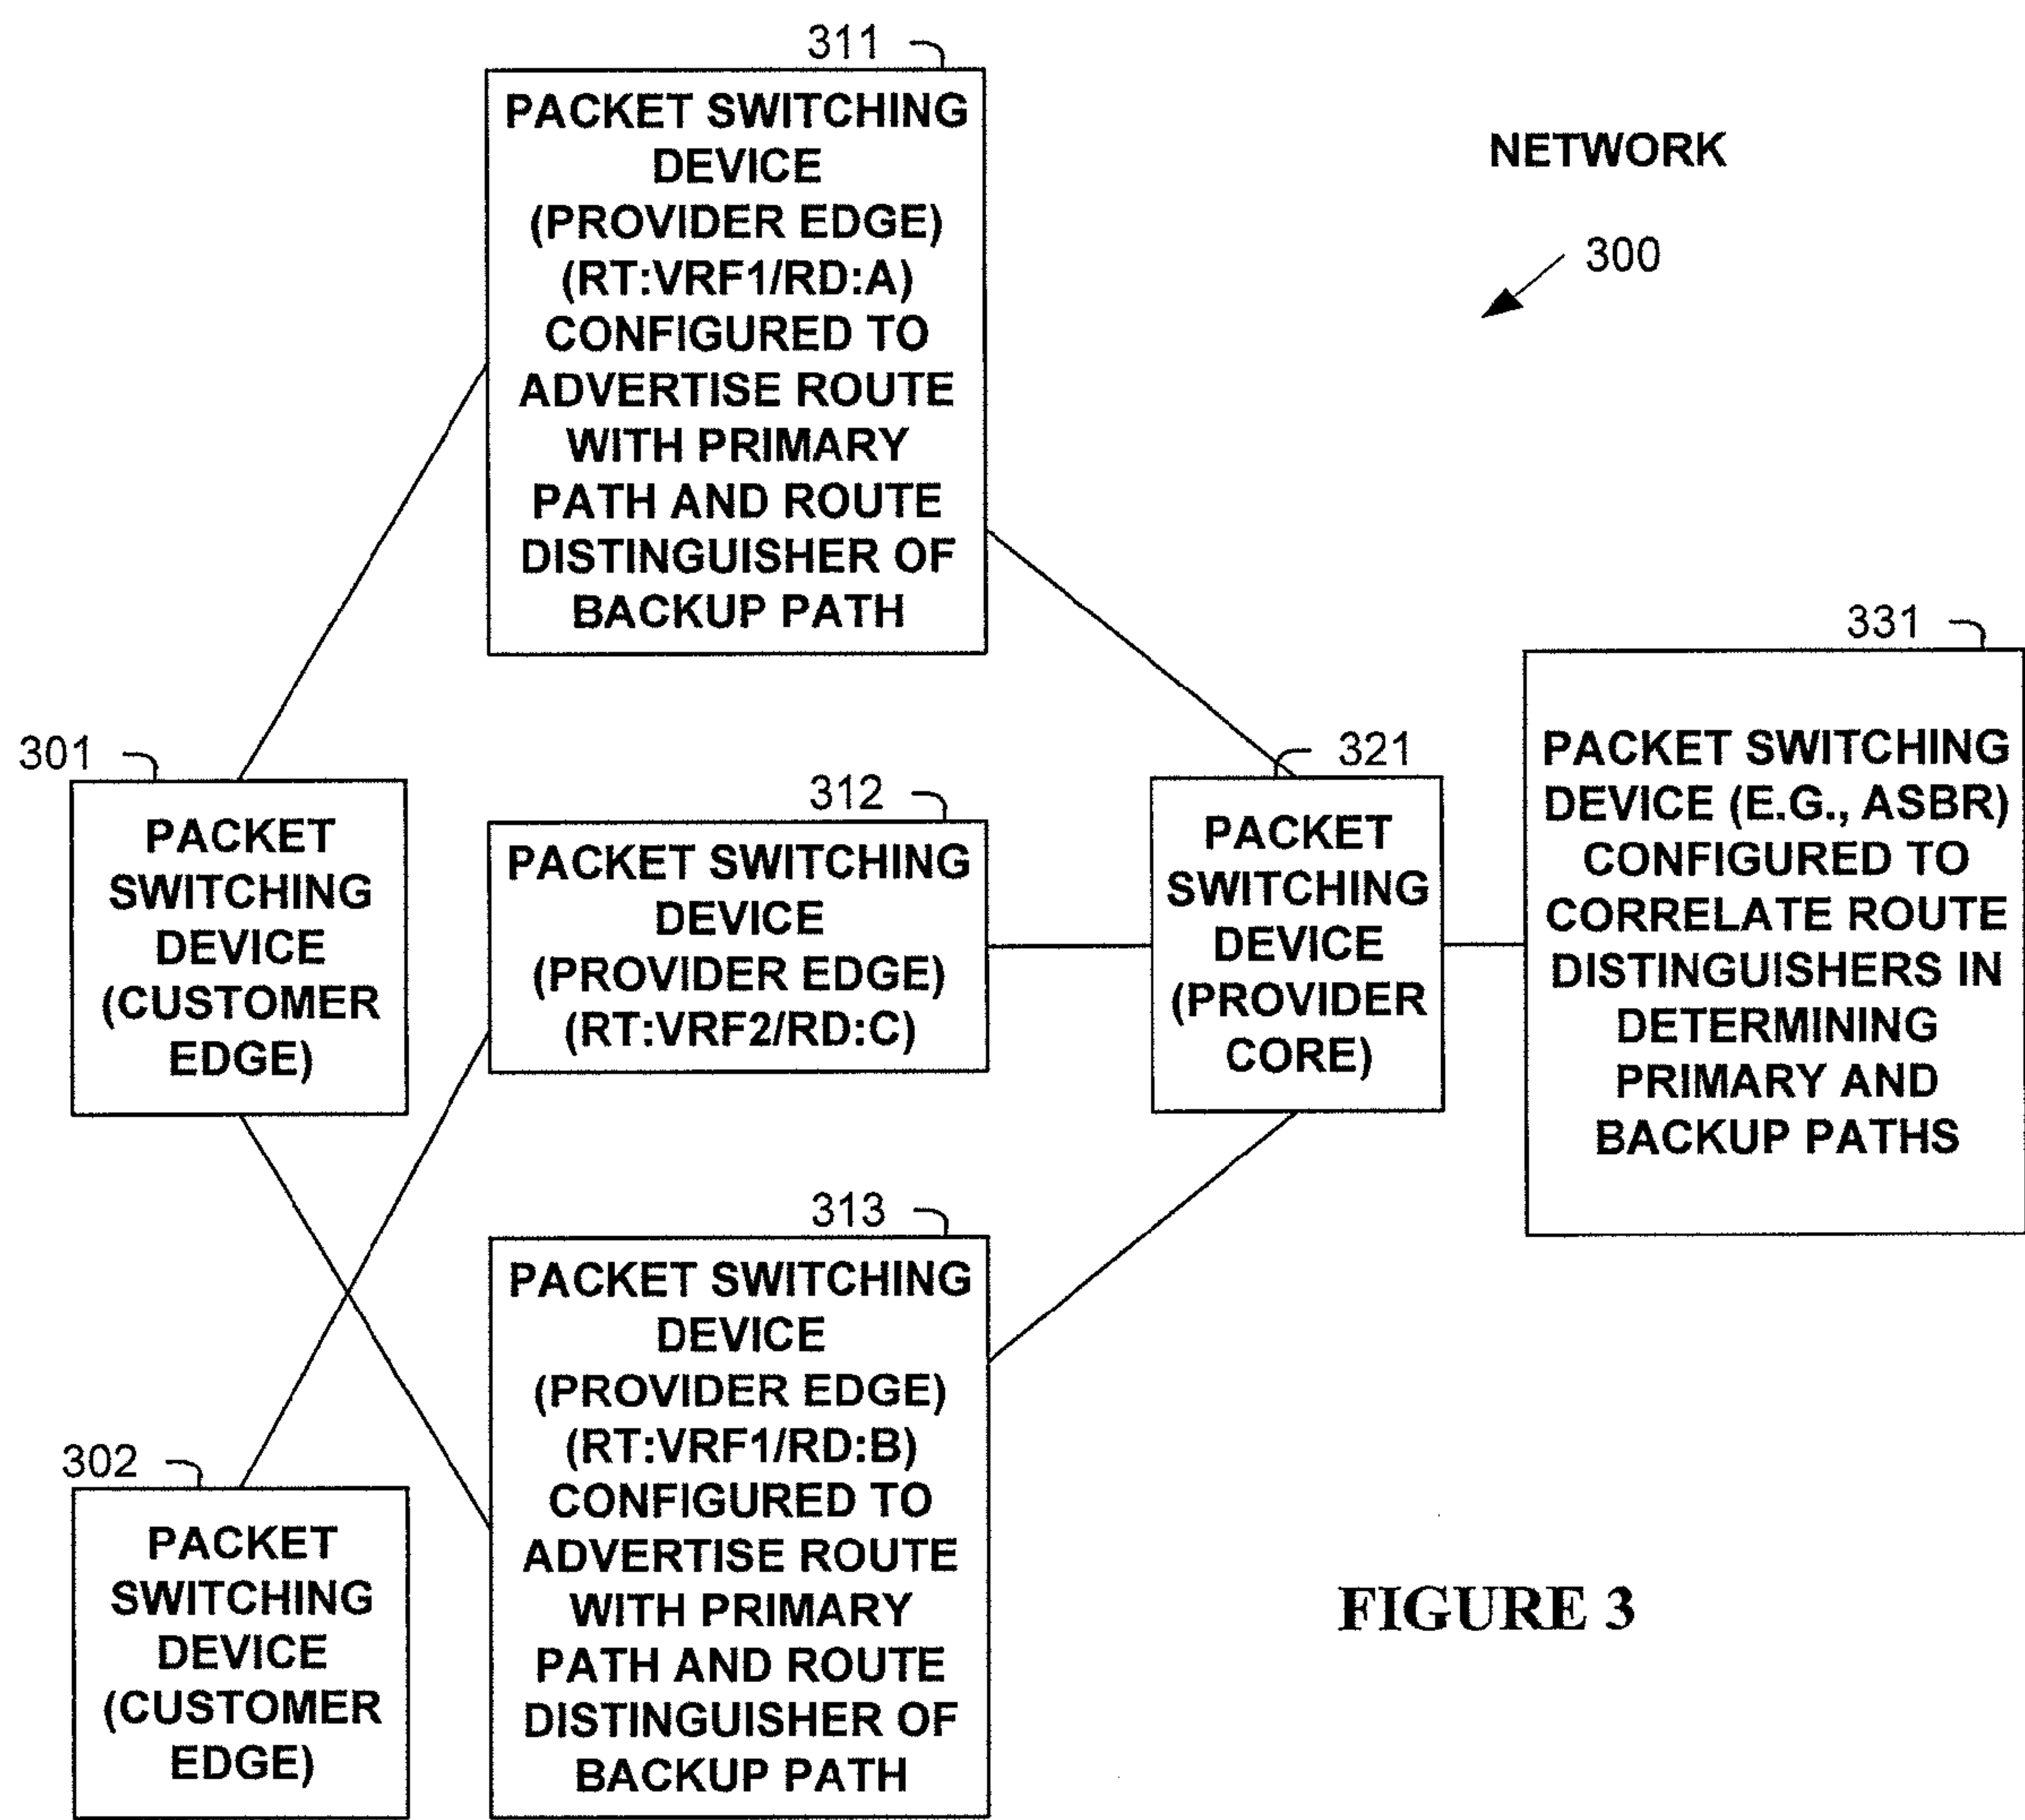 311
PACKET SWITCHING
DEVICE
(PROVIDER EDGE)
(RT:VRF1/RD:A)
CONFIGURED TO
ADVERTISE ROUTE
WITH PRIMARY
PATH AND ROUTE
DISTINGUISHER OF
BACKUP PATH
NETWORK
300
301
PACKET
SWITCHING
DEVICE
(CUSTOMER
EDGE)
312
PACKET SWITCHING
DEVICE
(PROVIDER EDGE)
(RT:VRF2/RD:C)
321
PACKET
SWITCHING
DEVICE
(PROVIDER
CORE)
331
PACKET SWITCHING
DEVICE (E.G., ASBR)
CONFIGURED TO
CORRELATE ROUTE
DISTINGUISHERS IN
DETERMINING
PRIMARY AND
BACKUP PATHS
302
PACKET
SWITCHING
DEVICE
(CUSTOMER
EDGE)
313
PACKET SWITCHING
DEVICE
(PROVIDER EDGE)
(RT:VRF1/RD:B)
CONFIGURED TO
ADVERTISE ROUTE
WITH PRIMARY
PATH AND ROUTE
DISTINGUISHER OF
BACKUP PATH
FIGURE 3